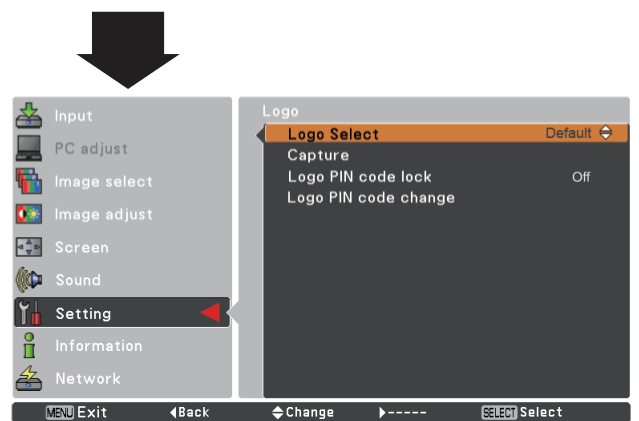 Input
PC adjust
Image select
Image adjust
Screen
Sound
Setting
Information
Network
Logo
Logo Select Default
Capture
Logo PIN code lock Off
Logo PIN code change
MENU Exit Back Change ----- SELECT Select